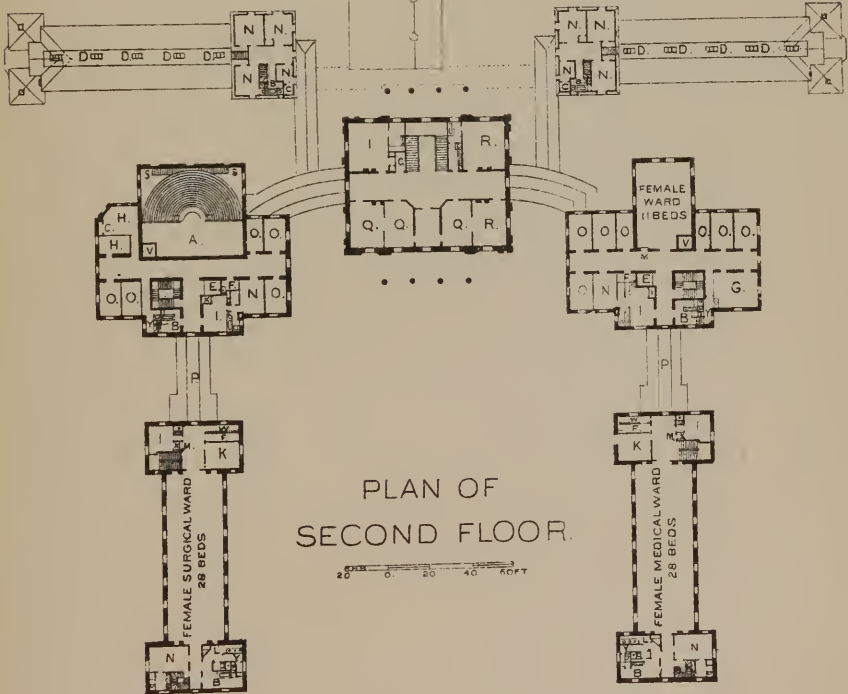 N. N.
D. D. D. D.
N. N.
C
N. N.
D. D. D. D.
N. N.
C
I
C
R.
Q. Q. Q. R.
S S
H.
C.
H.
A.
V
O. O.
O. O.
E. F.
I.
N O.
Y B
FEMALE
WARD
11 BEDS
V
O O O
O. O. O.
M
O N
F E
I
B Y
G.
P.
P.
I
M.
W
F
K
W
F
K
M.
I
FEMALE SURGICAL WARD
28 BEDS
FEMALE MEDICAL WARD
28 BEDS
PLAN OF
SECOND FLOOR.
20 0. 20 40 60FT
N
L
Y
B
L
Y
B
N